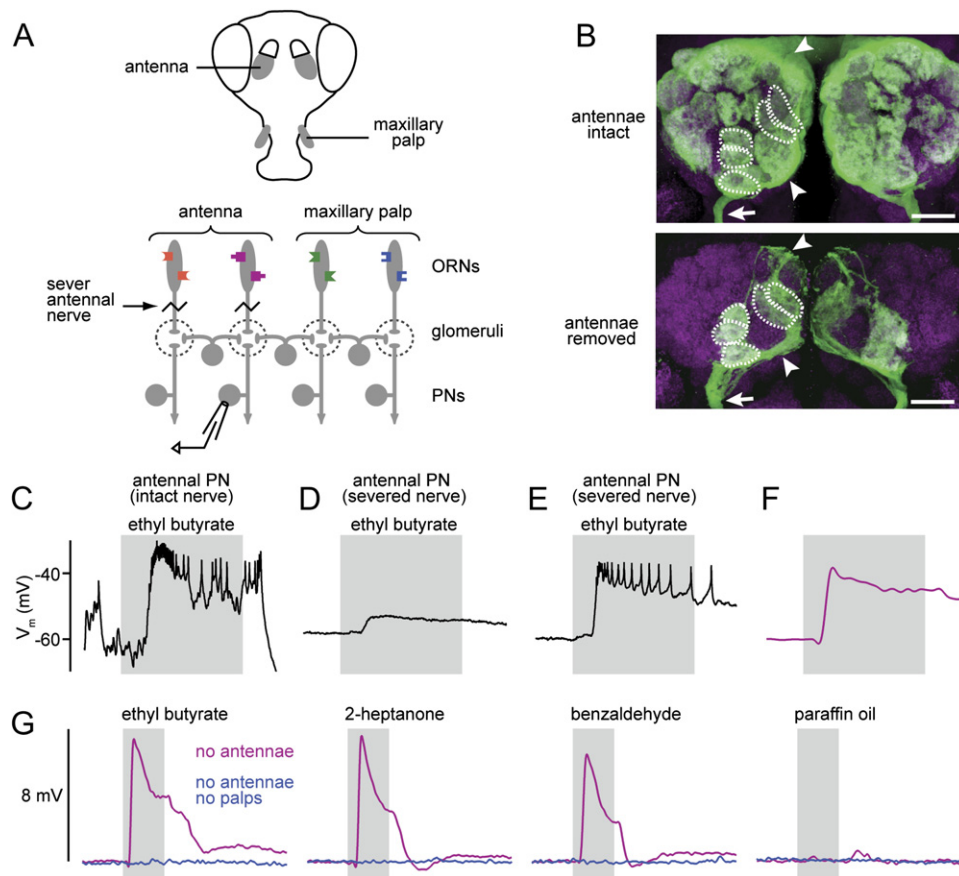 A
antenna
maxillary
palp
antenna
maxillary palp
ORNs
sever
antennal
nerve
glomeruli
PNs
B
antennae
intact
antennae
removed
C
antennal PN
(intact nerve)
ethyl butyrate
D
antennal PN
(severed nerve)
ethyl butyrate
E
antennal PN
(severed nerve)
ethyl butyrate
F
-40
-60
Vm (mV)
G
ethyl butyrate
2-heptanone
benzaldehyde
paraffin oil
no antennae
no antennae
no palps
8 mV